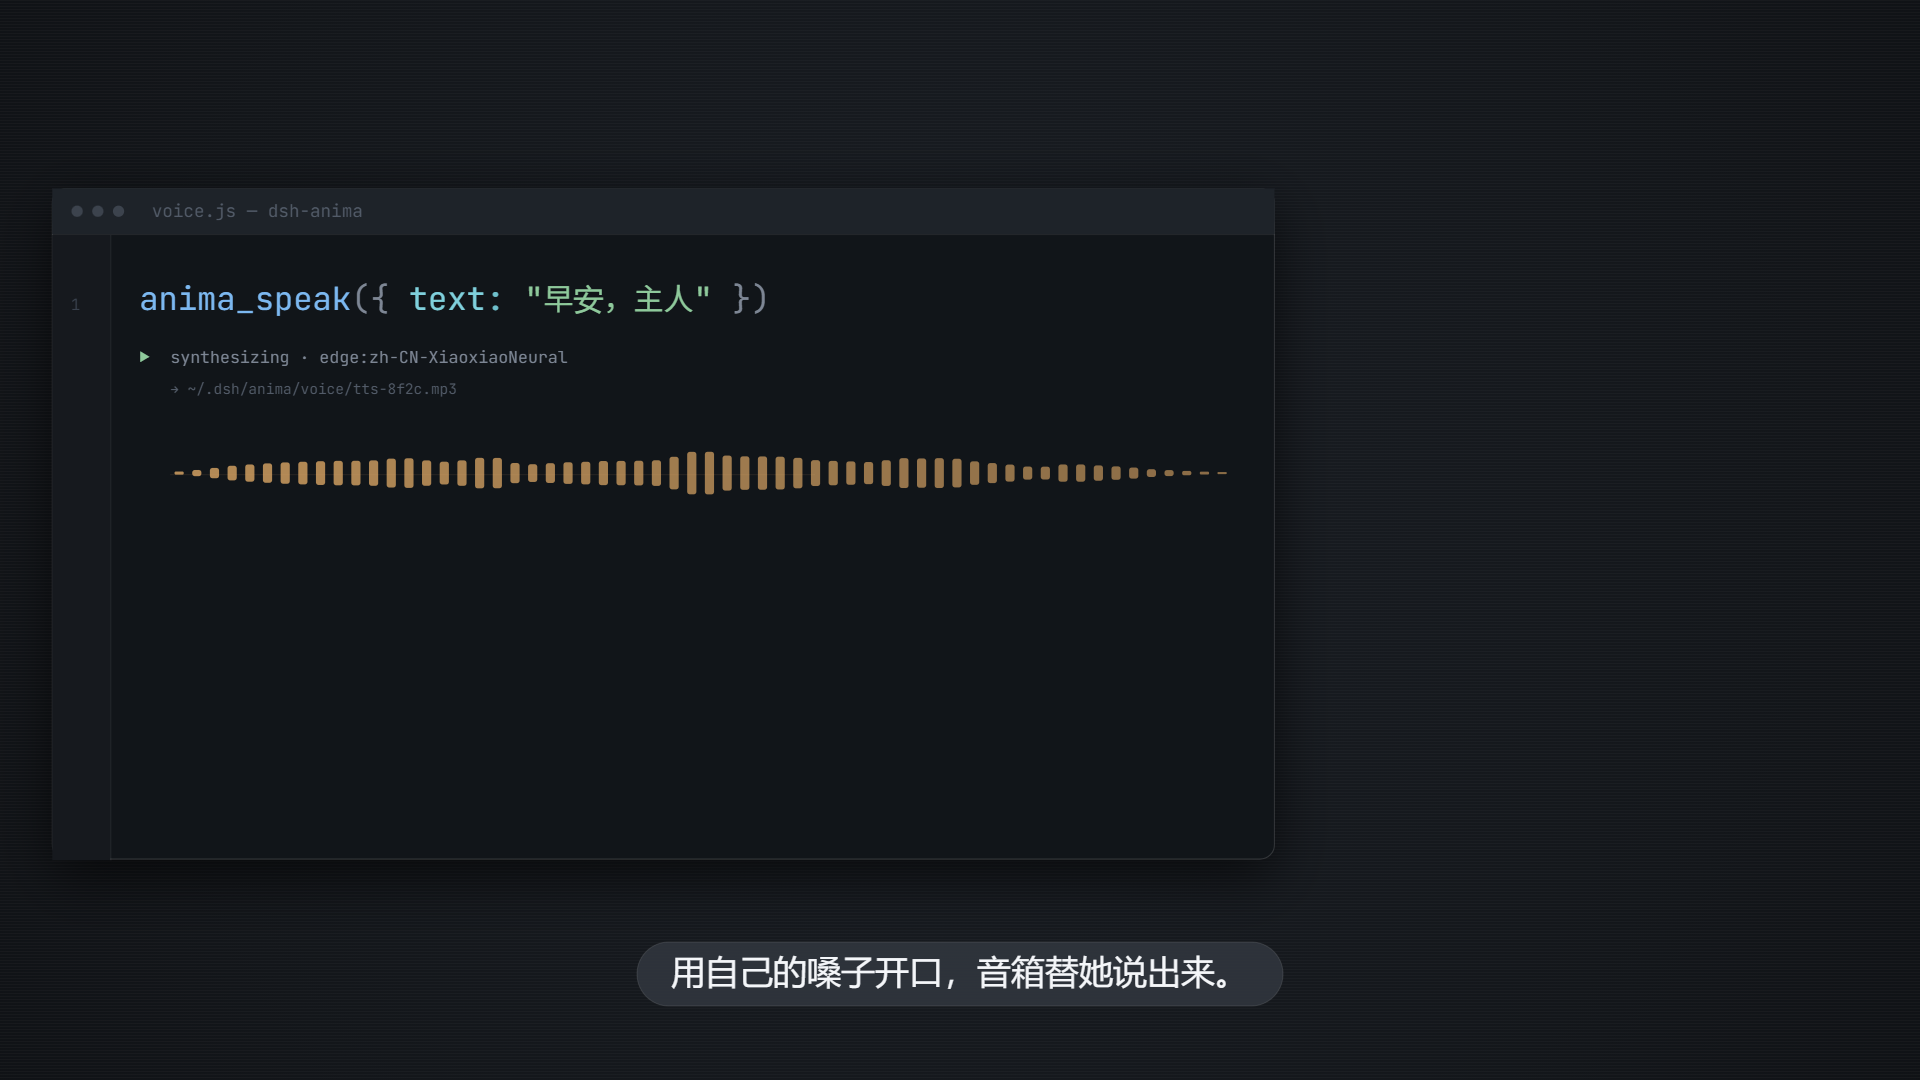 voice.js — dsh-anima
1
anima_speak({ text: "早安，主人" })
▶ synthesizing · edge:zh-CN-XiaoxiaoNeural
→ ~/.dsh/anima/voice/tts-8f2c.mp3
用自己的嗓子开口，音箱替她说出来。